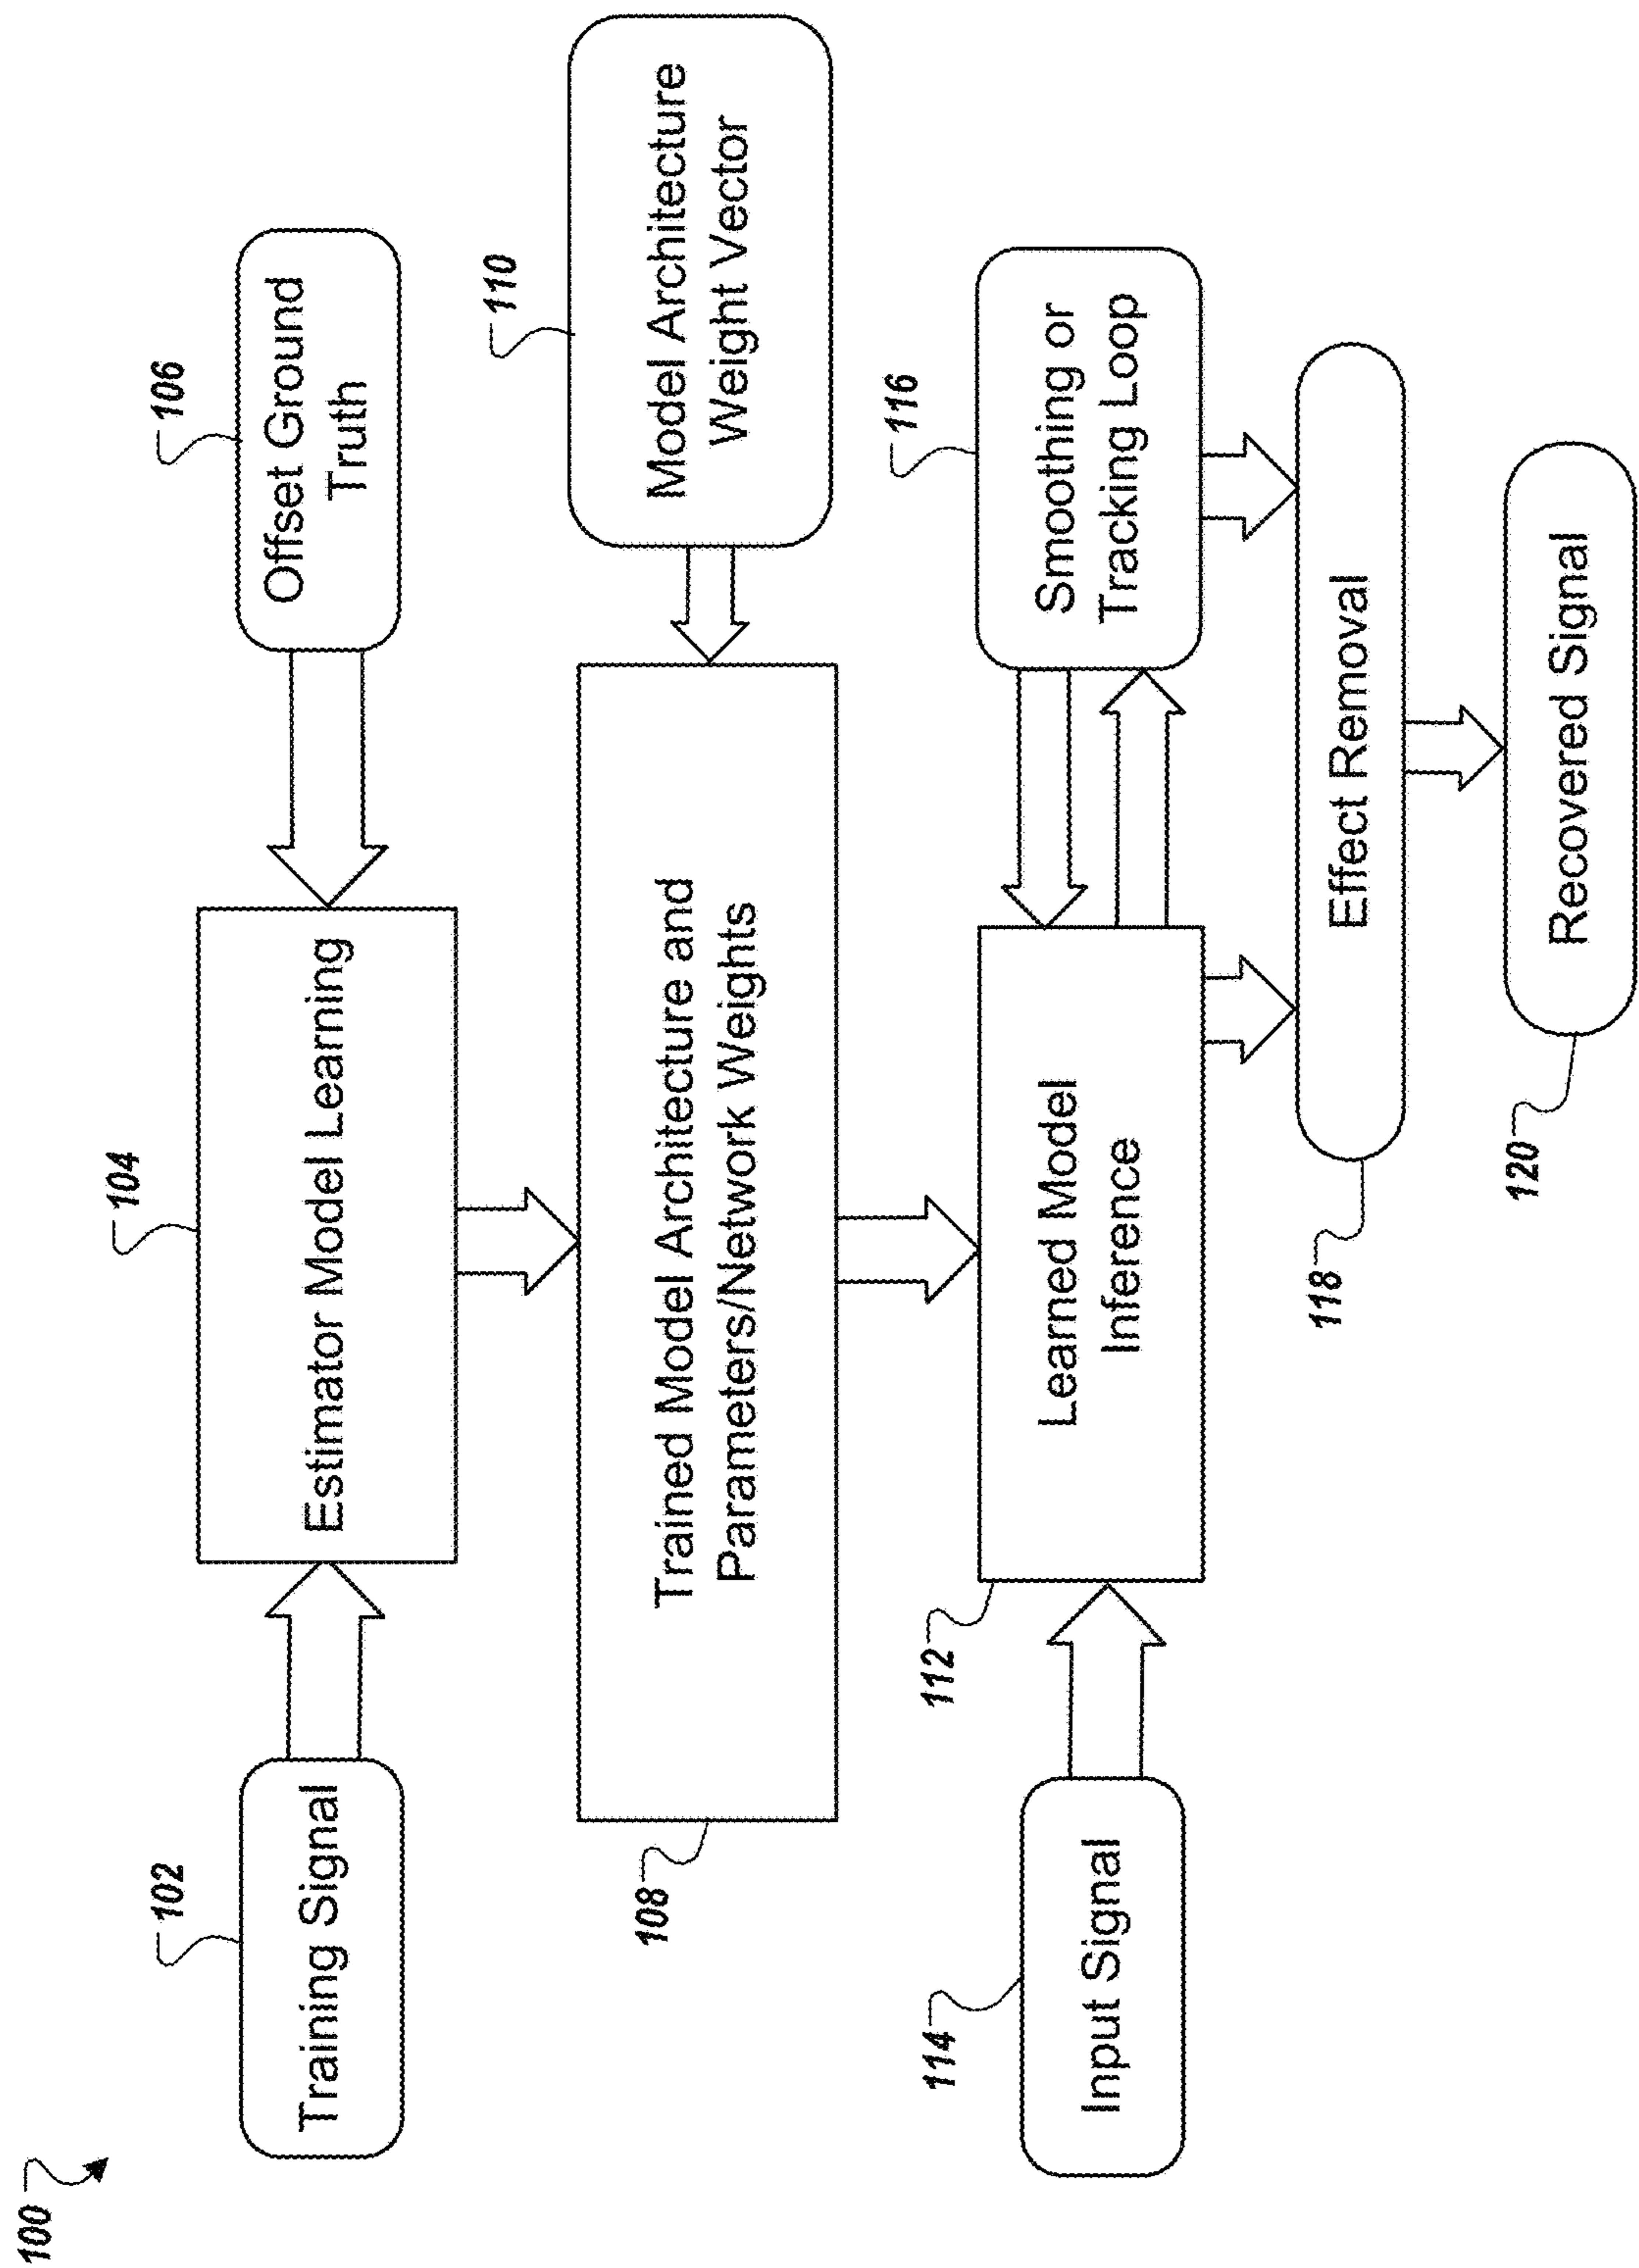 100
102
Training Signal
104
Estimator Model Learning
106
Offset Ground
Truth
108
Trained Model Architecture and
Parameters/Network Weights
110
Model Architecture
Weight Vector
114
Input Signal
112
Learned Model
Inference
116
Smoothing or
Tracking Loop
118
Effect Removal
120
Recovered Signal